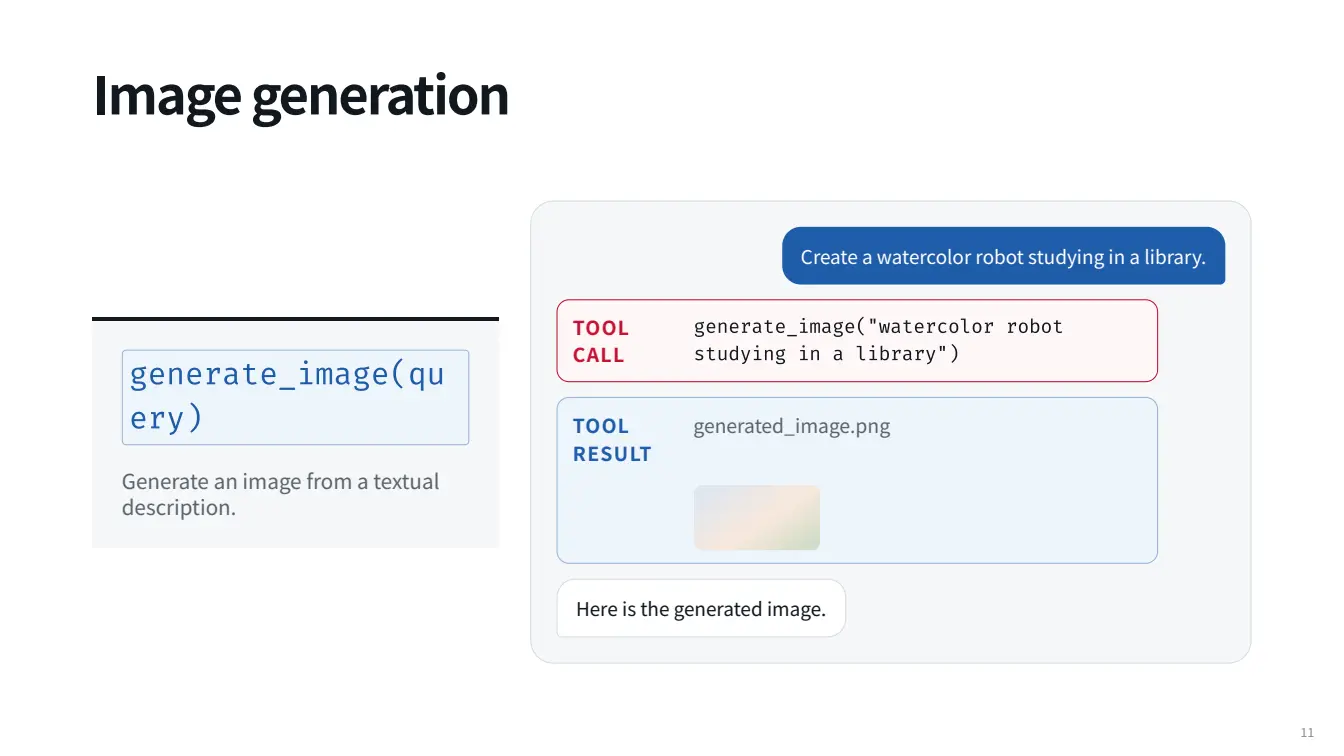 Image generation
generate_image(qu
ery)
Generate an image from a textual
description.
Create a watercolor robot studying in a library.
TOOL
CALL
generate_image("watercolor robot
studying in a library")
TOOL
RESULT
generated_image.png
Here is the generated image.
11